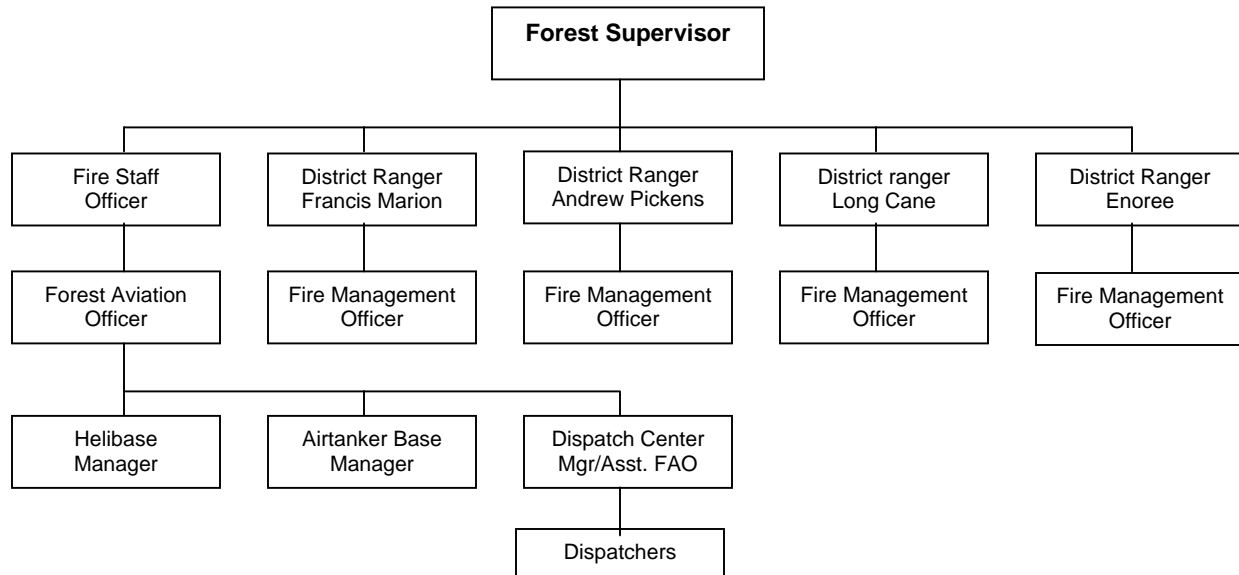 Forest Supervisor
Fire Staff
Officer
District Ranger
Francis Marion
District Ranger
Andrew Pickens
District ranger
Long Cane
District Ranger
Enoree
Forest Aviation
Officer
Fire Management
Officer
Fire Management
Officer
Fire Management
Officer
Fire Management
Officer
Helibase
Manager
Airtanker Base
Manager
Dispatch Center
Mgr/Asst. FAO
Dispatchers